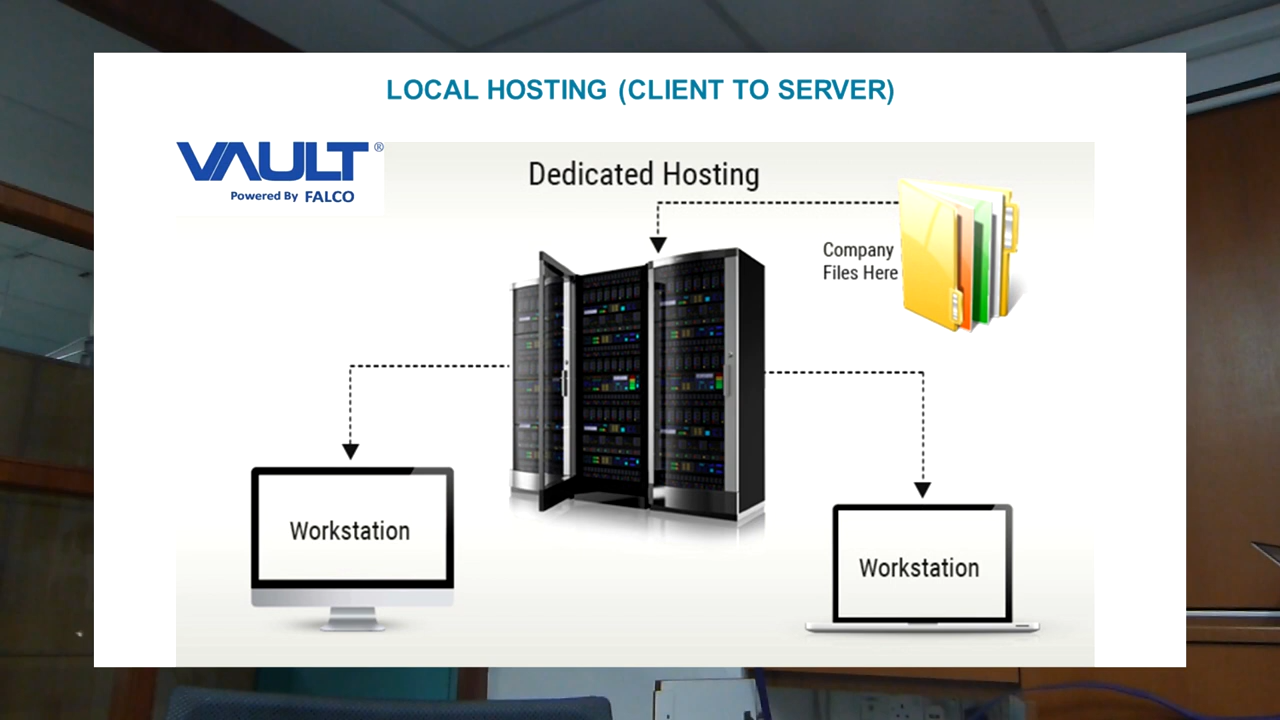 LOCAL HOSTING (CLIENT TO SERVER)
VAULT®
Powered By FALCO
Dedicated Hosting
Company
Files Here
Workstation
Workstation